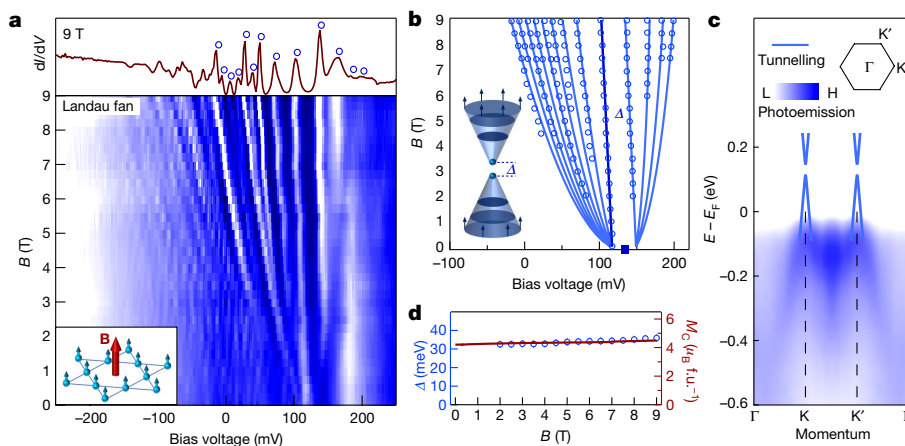 a
9 T
dI/dV
Landau fan
B (T)
9
8
7
6
5
4
3
2
1
0
B
–200 –100 0 100 200
Bias voltage (mV)
b
B (T)
9
8
7
6
5
4
3
2
1
0
Δ
Δ
–100 0 100 200
Bias voltage (mV)
c
Tunnelling
L H
Photoemission
K′
Γ
K
E – EF (eV)
0.2
0
–0.2
–0.4
–0.6
Γ K K′
Momentum
d
Δ (meV)
40
30
20
10
0
MC (μB f.u.⁻¹)
6
4
2
0
0 1 2 3 4 5 6 7 8 9
B (T)